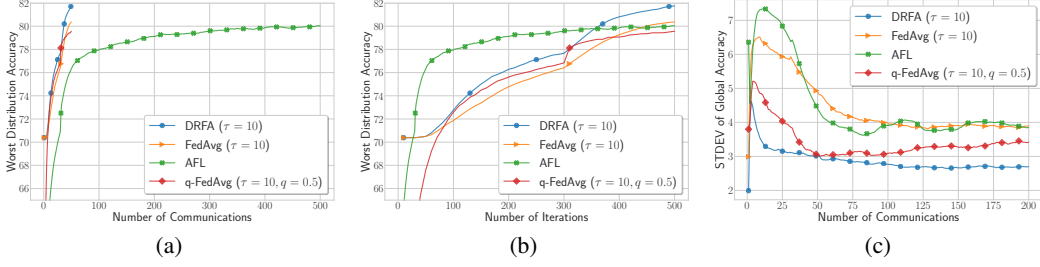 82
80
78
76
74
72
70
68
66
Worst Distribution Accuracy
DRFA (τ = 10)
FedAvg (τ = 10)
AFL
q-FedAvg (τ = 10, q = 0.5)
0
100
200
300
400
500
Number of Communications
(a)
82
80
78
76
74
72
70
68
66
Worst Distribution Accuracy
DRFA (τ = 10)
FedAvg (τ = 10)
AFL
q-FedAvg (τ = 10, q = 0.5)
0
100
200
300
400
500
Number of Iterations
(b)
7
6
5
4
3
2
STDEV of Global Accuracy
DRFA (τ = 10)
FedAvg (τ = 10)
AFL
q-FedAvg (τ = 10, q = 0.5)
0
25
50
75
100
125
150
175
200
Number of Communications
(c)